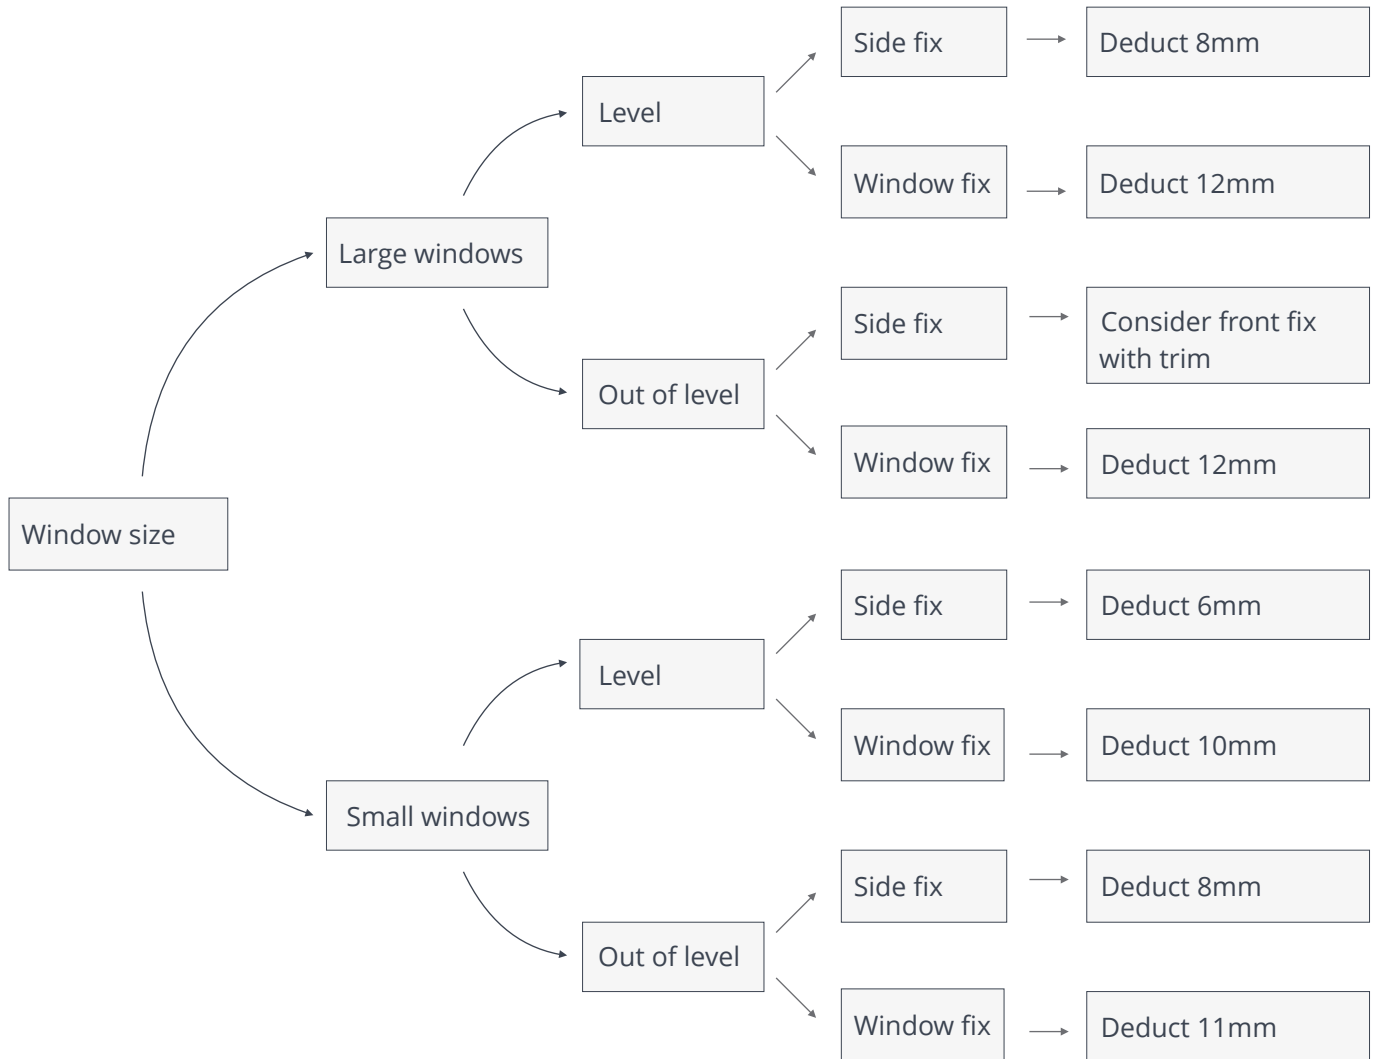 Side fix
Deduct 8mm
Level
Window fix
Deduct 12mm
Large windows
Side fix
Consider front fix
with trim
Out of level
Window fix
Deduct 12mm
Window size
Side fix
Deduct 6mm
Level
Window fix
Deduct 10mm
Small windows
Side fix
Deduct 8mm
Out of level
Window fix
Deduct 11mm